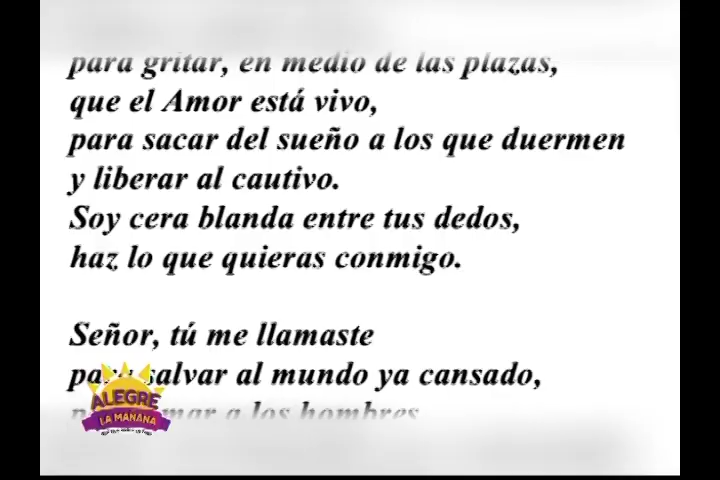 para gritar, en medio de las plazas,
que el Amor está vivo,
para sacar del sueño a los que duermen
y liberar al cautivo.
Soy cera blanda entre tus dedos,
haz lo que quieras conmigo.
Señor, tú me llamaste
para salvar al mundo ya cansado,
a los hombres
ALEGRE
LA MAÑANA